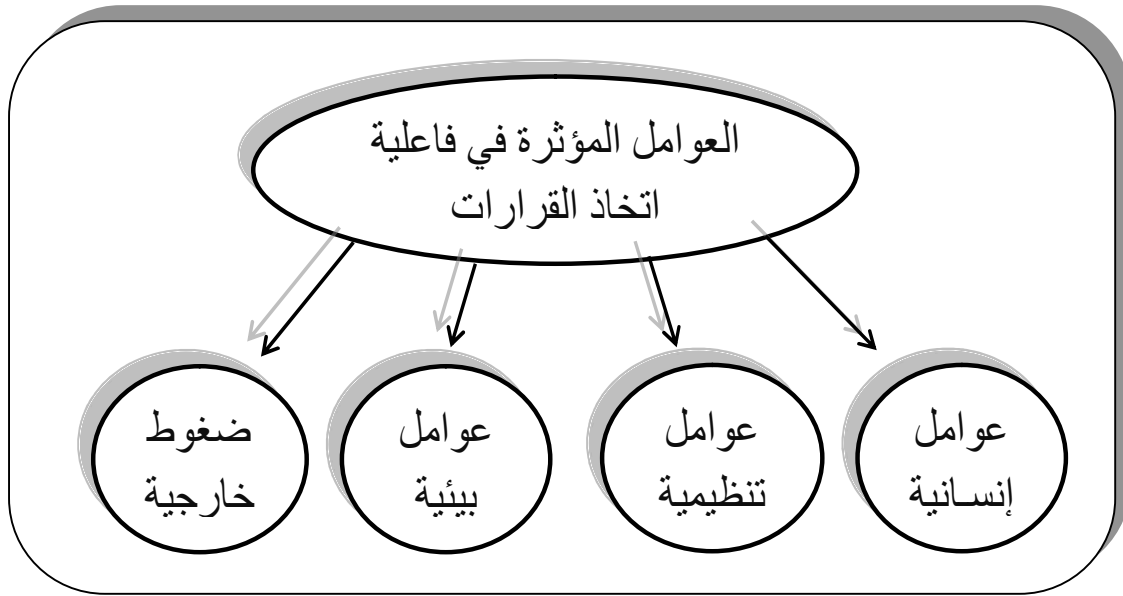 العوامل المؤثرة في فاعلية
اتخاذ القرارات
عوامل
إنسانية
عوامل
تنظيمية
عوامل
بيئية
ضغوط
خارجية